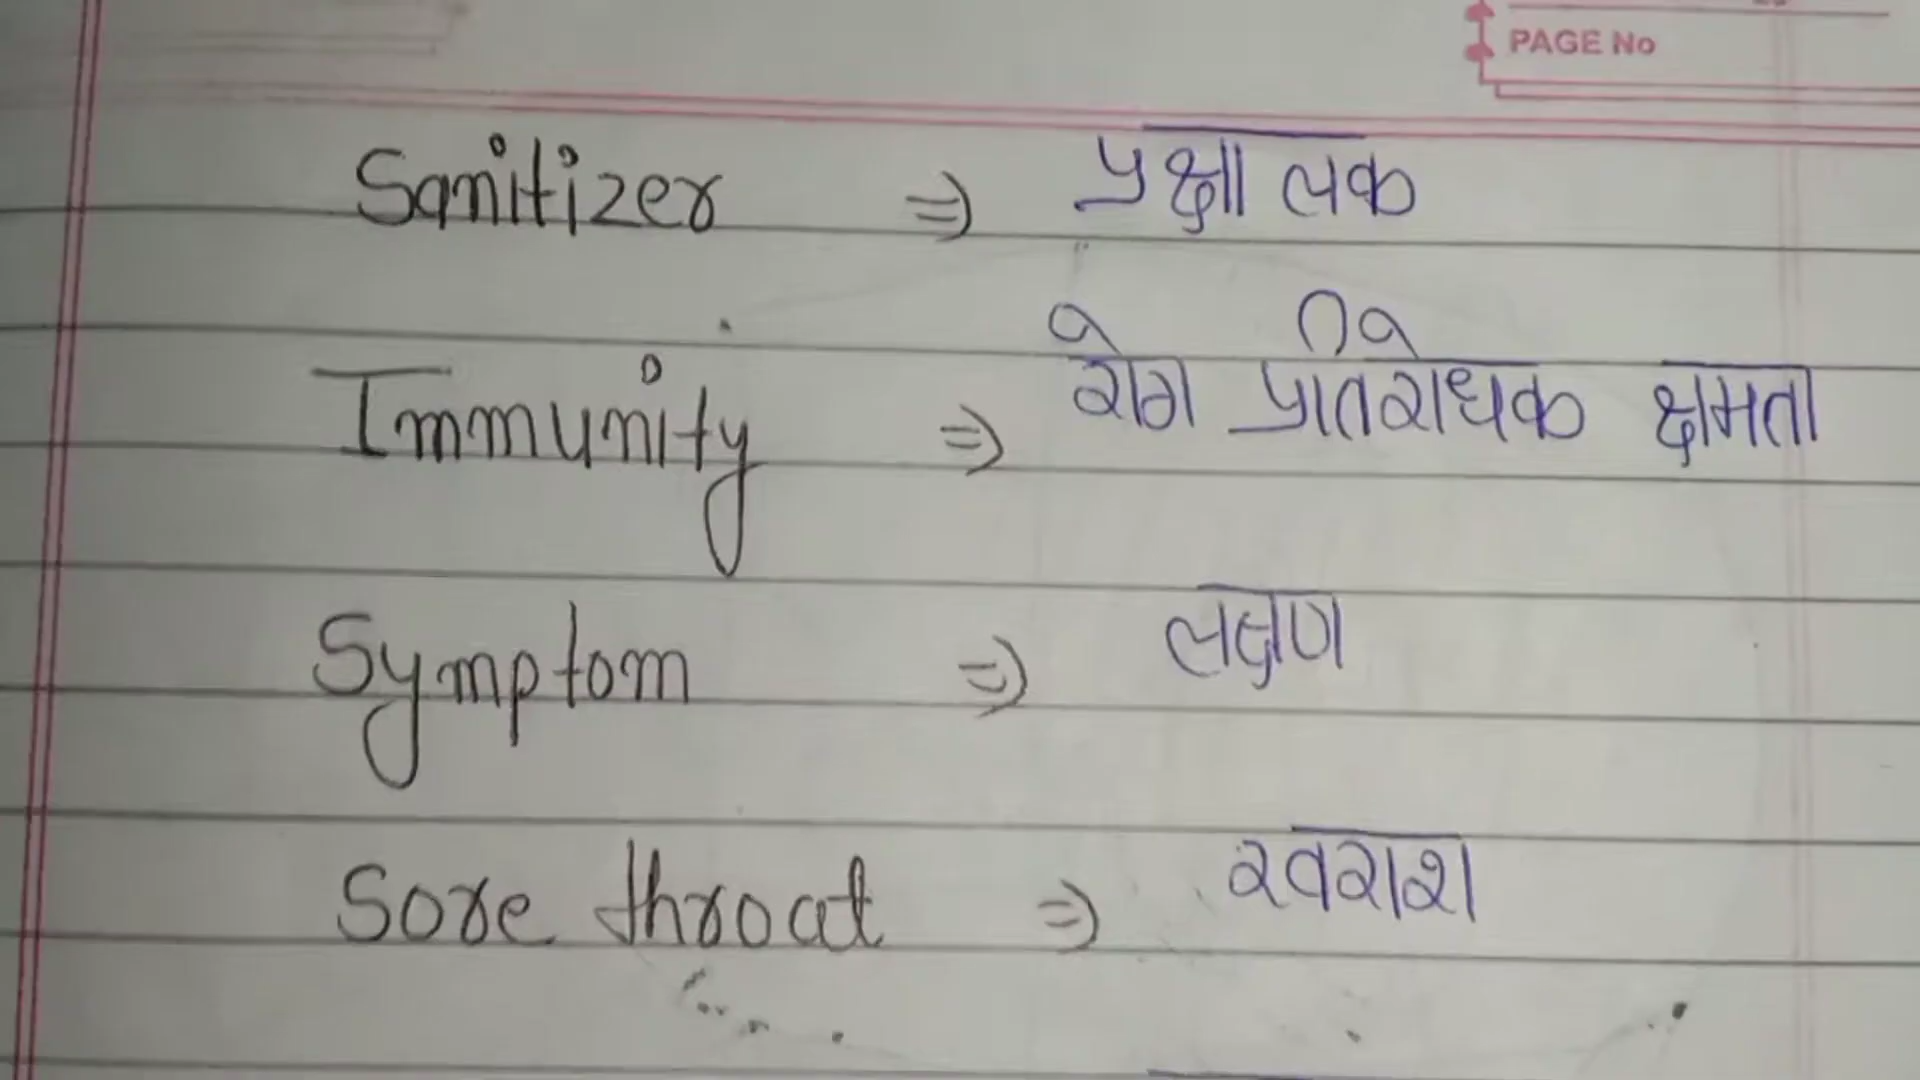 PAGE No
Sanitizer ⇒ प्रक्षालक
Immunity ⇒ रोग प्रतिरोधक क्षमता
Symptom ⇒ लक्षण
Sore throat ⇒ खराश